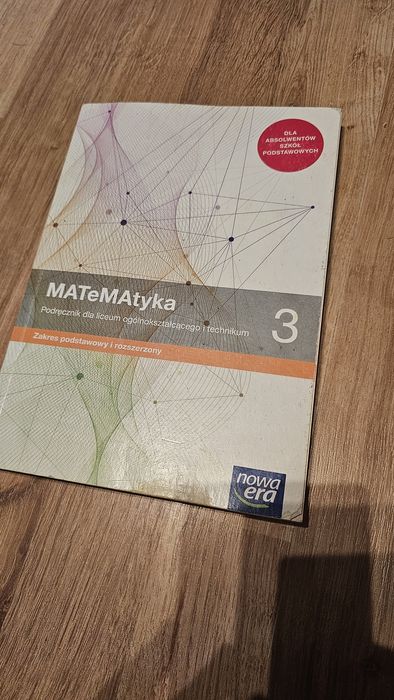 DLA
ABSOLWENTÓW
SZKÓŁ
PODSTAWOWYCH
MATeMAtyka
Podręcznik dla liceum ogólnokształcącego i technikum
3
Zakres podstawowy i rozszerzony
nowa
era